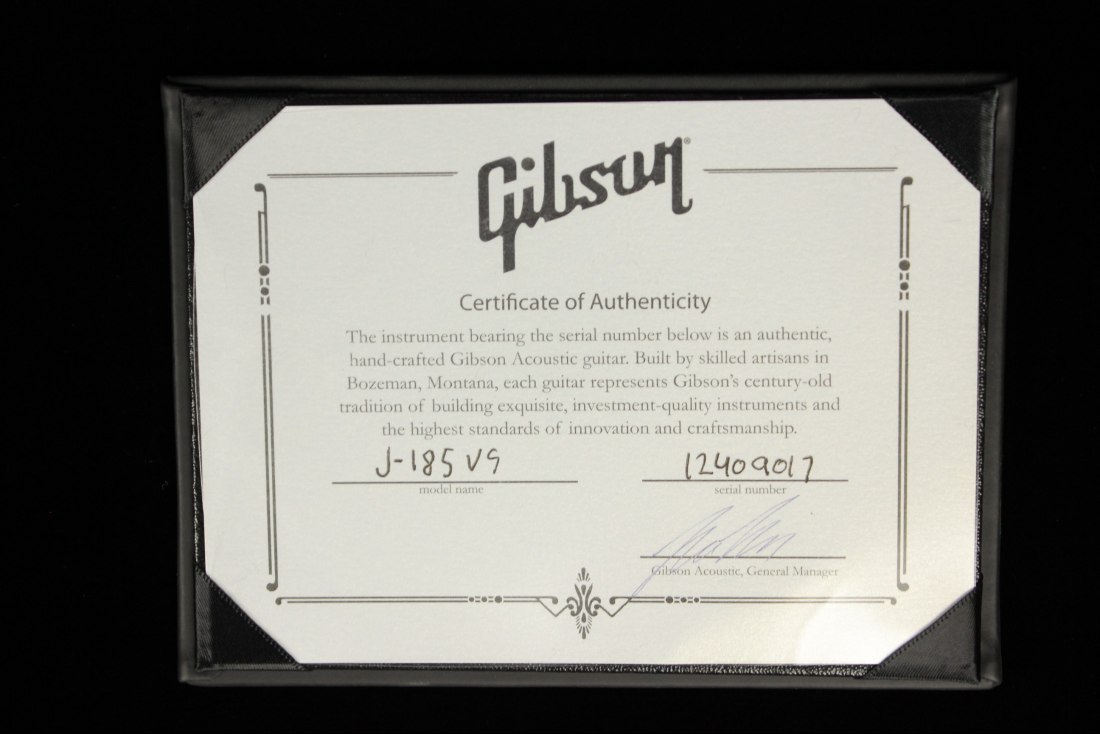 Gibson®
Certificate of Authenticity
The instrument bearing the serial number below is an authentic,
hand-crafted Gibson Acoustic guitar. Built by skilled artisans in
Bozeman, Montana, each guitar represents Gibson's century-old
tradition of building exquisite, investment-quality instruments and
the highest standards of innovation and craftsmanship.
J-185 VS 12409017
model name serial number
Gibson Acoustic, General Manager